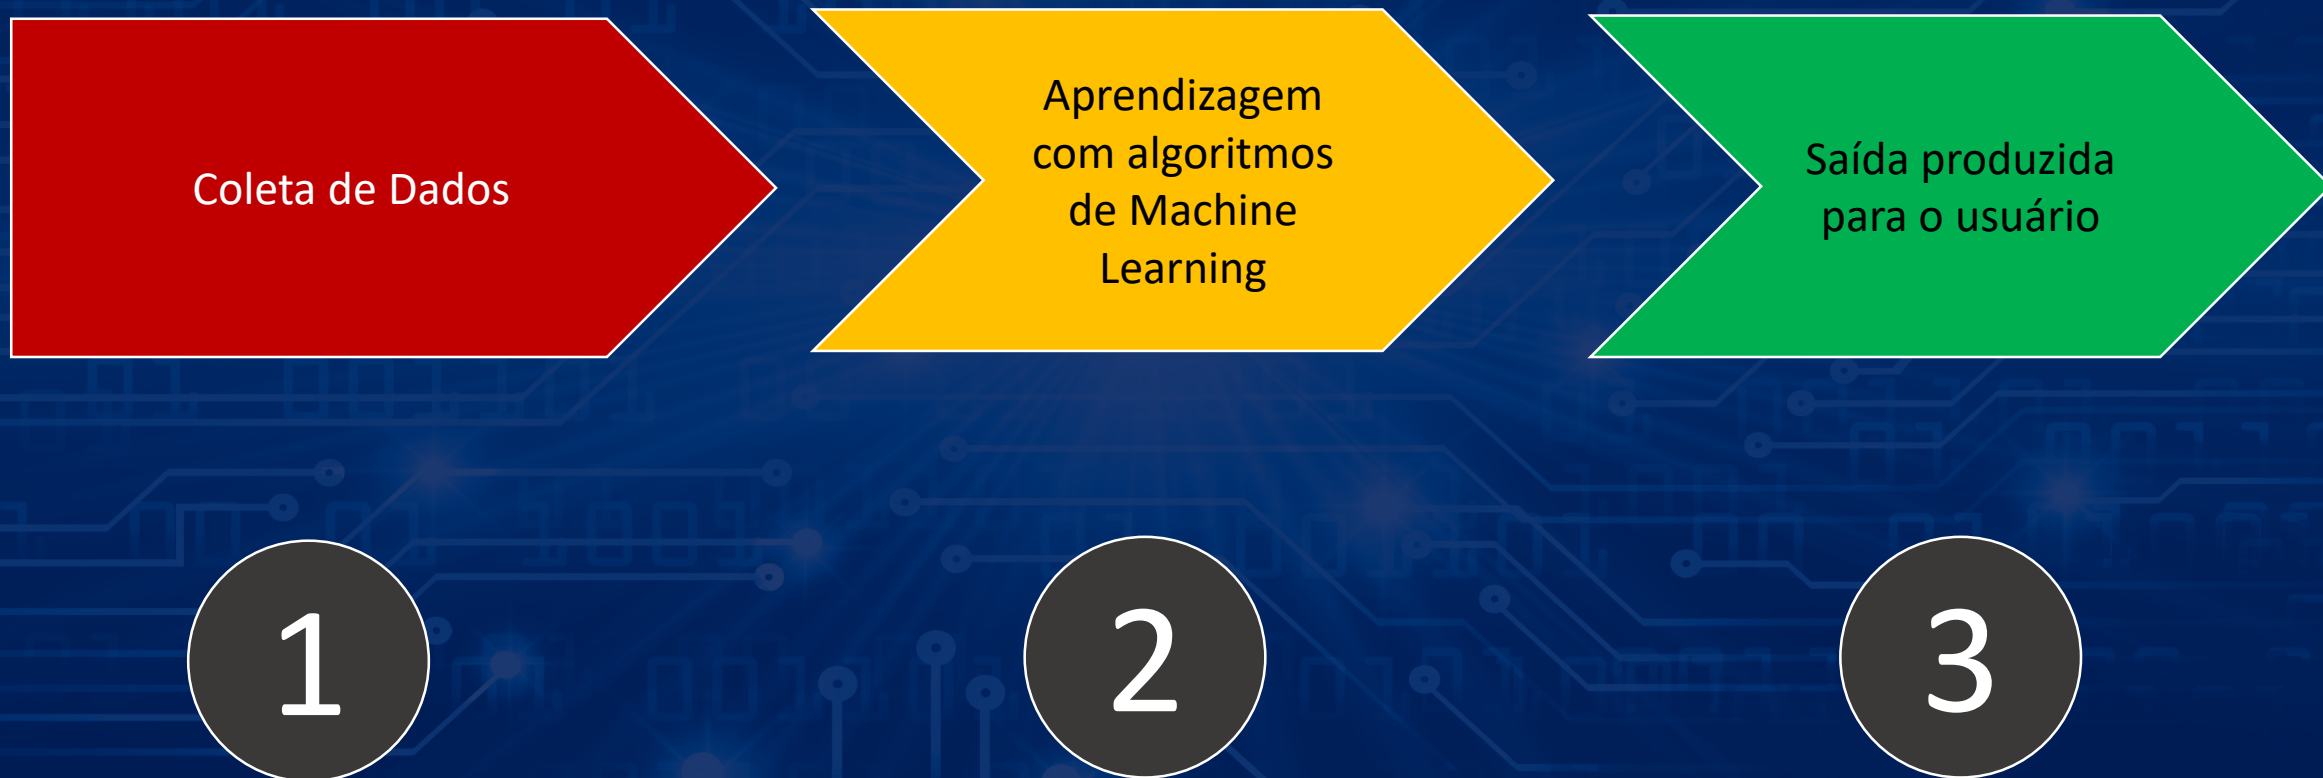 Coleta de Dados
Aprendizagem
com algoritmos
de Machine
Learning
Saída produzida
para o usuário
1
2
3